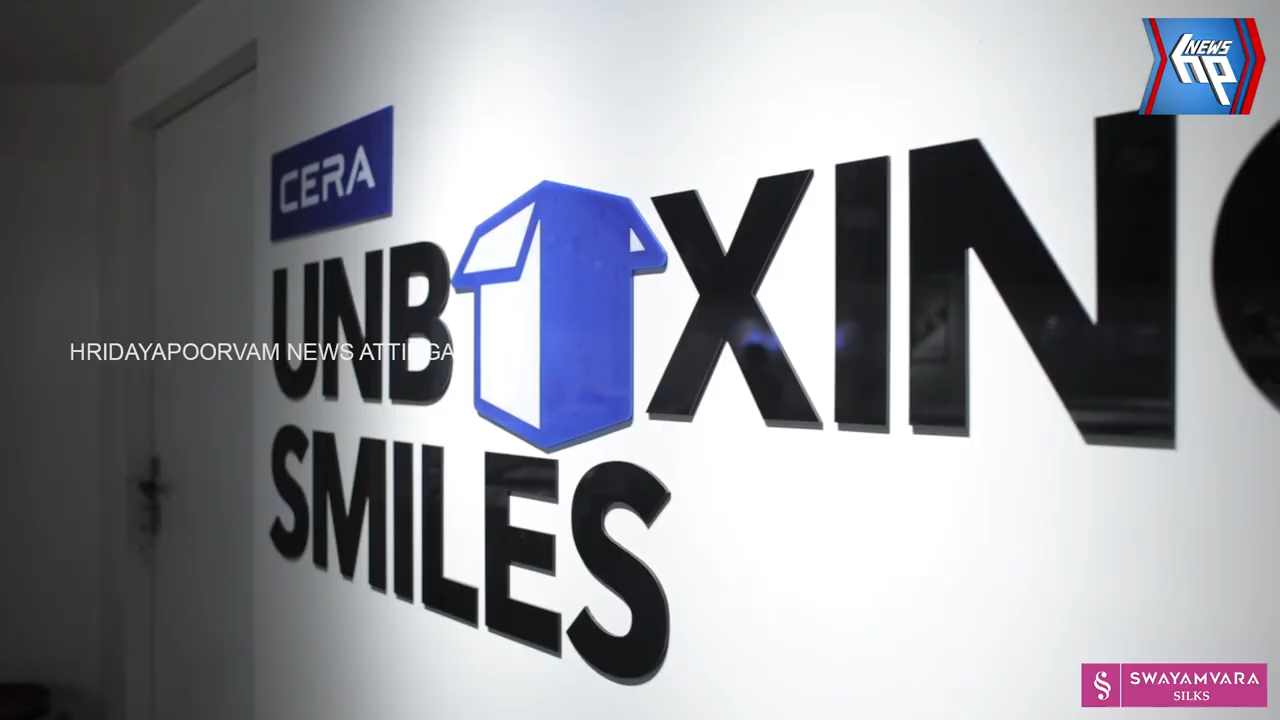 NEWS
hp
CERA
UNBOXING
HRIDAYAPOORVAM NEWS ATTINGA
SMILES
SWAYAMVARA
SILKS